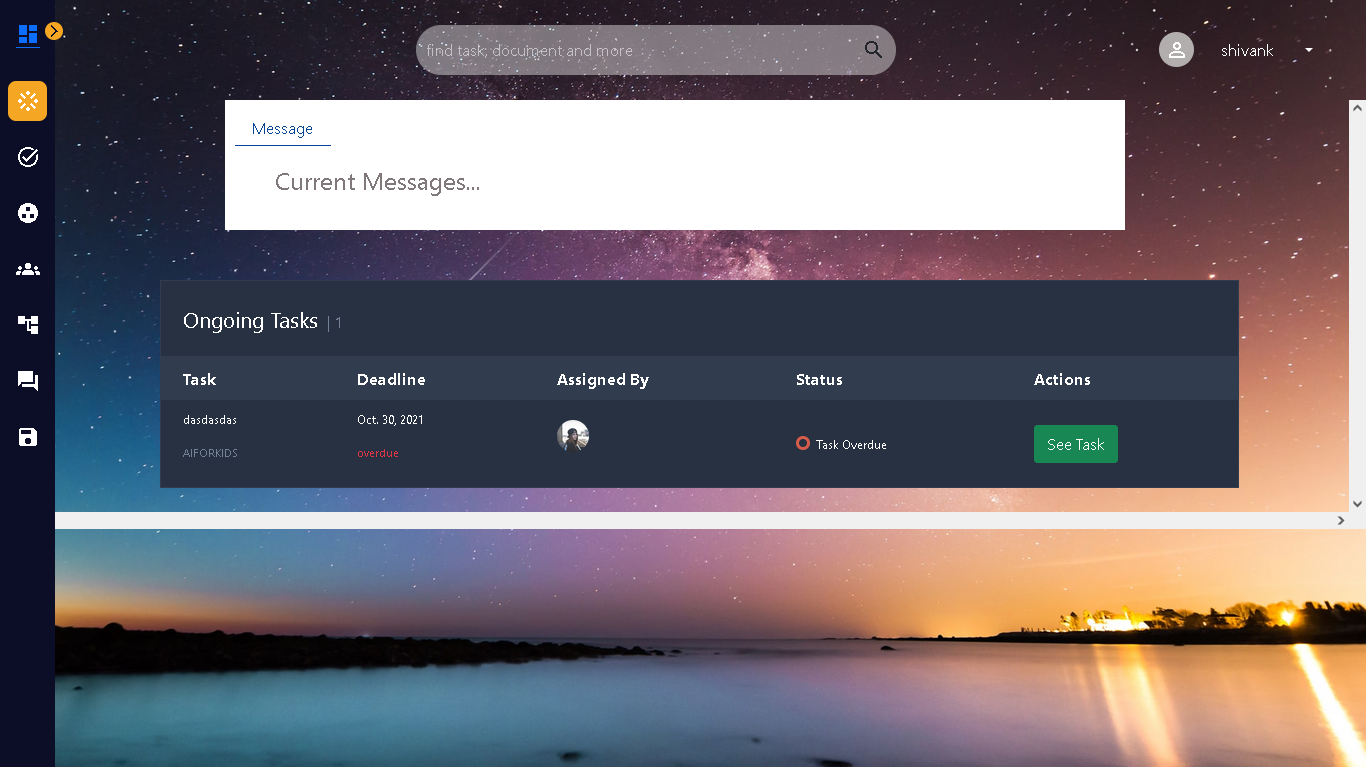 find task, document and more
shivank
Message
Current Messages...
Ongoing Tasks | 1
Task Deadline Assigned By Status Actions
dasdasdas Oct. 30, 2021
Task Overdue See Task
AIFORKIDS overdue